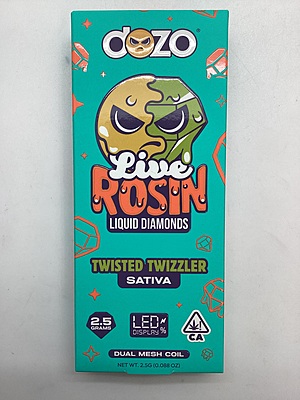 dozo®
Live
ROSIN
LIQUID DIAMONDS
TWISTED TWIZZLER
SATIVA
2.5
GRAMS
LED
DISPLAY %
CA
DUAL MESH COIL
NET WT. 2.5G (0.088 OZ)